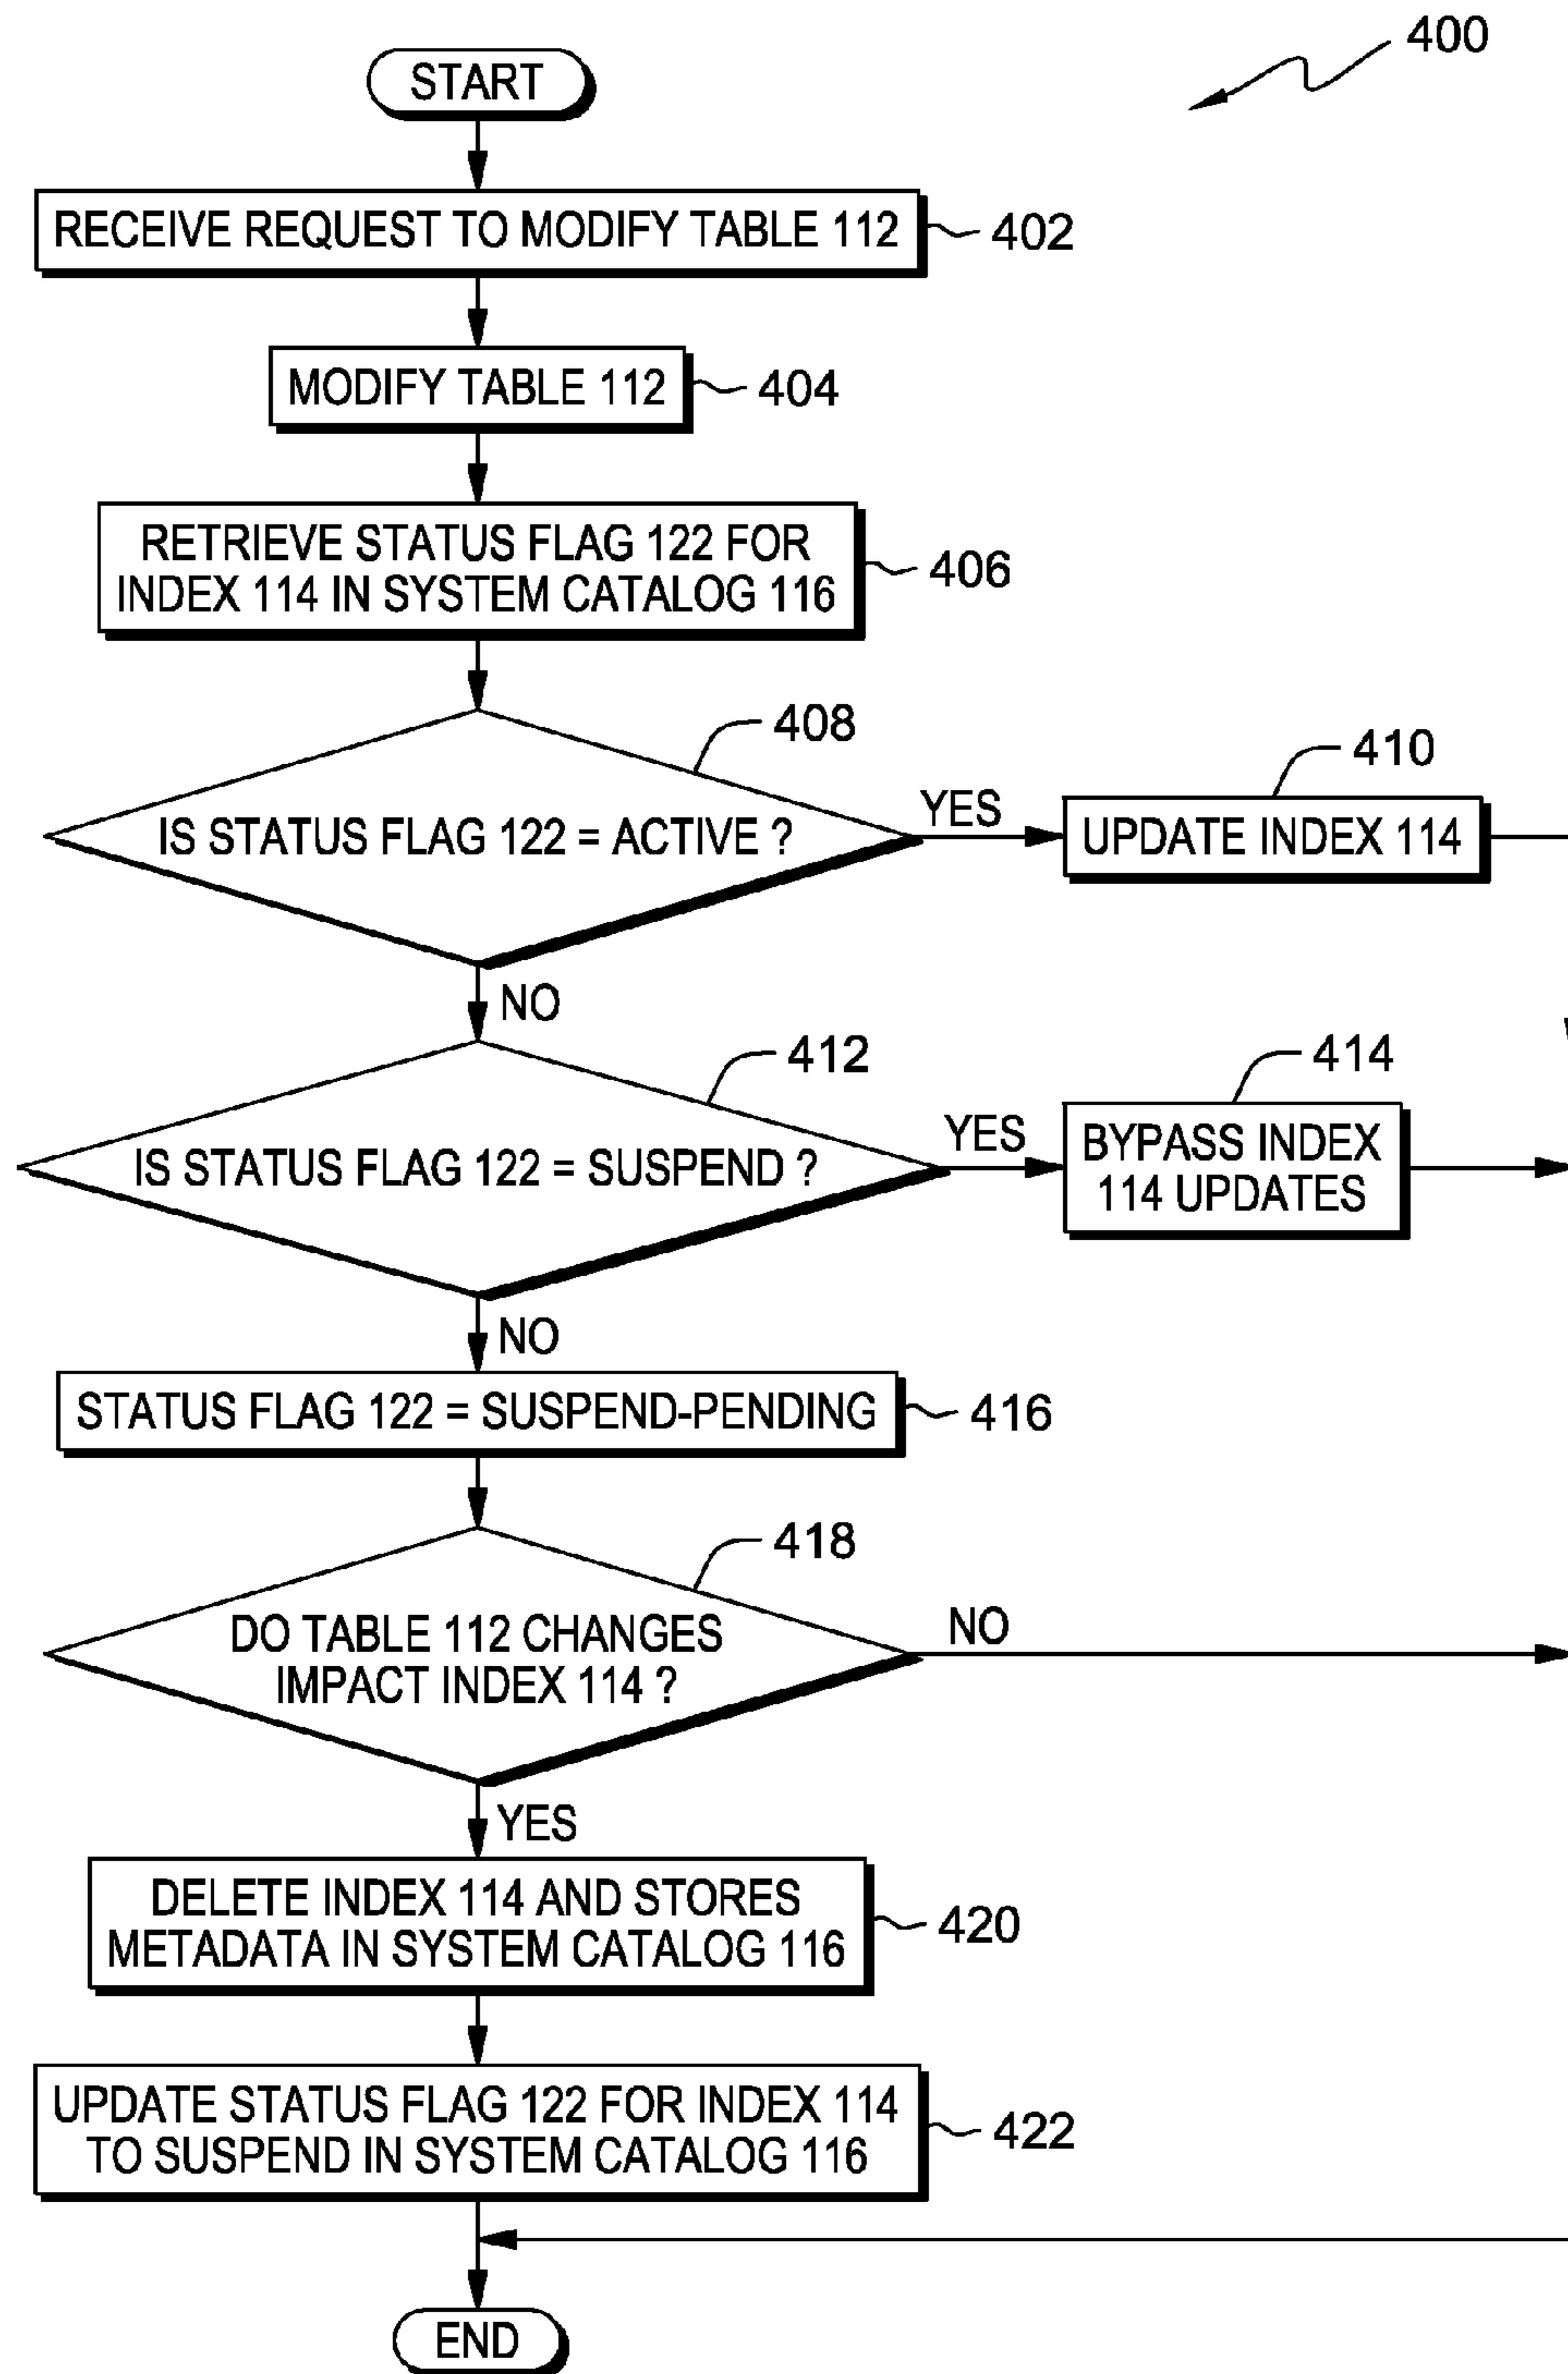 400
START
RECEIVE REQUEST TO MODIFY TABLE 112
402
MODIFY TABLE 112
404
RETRIEVE STATUS FLAG 122 FOR
INDEX 114 IN SYSTEM CATALOG 116
406
408
IS STATUS FLAG 122 = ACTIVE ?
YES
410
UPDATE INDEX 114
NO
412
IS STATUS FLAG 122 = SUSPEND ?
YES
414
BYPASS INDEX
114 UPDATES
NO
STATUS FLAG 122 = SUSPEND-PENDING
416
418
DO TABLE 112 CHANGES
IMPACT INDEX 114 ?
NO
YES
DELETE INDEX 114 AND STORES
METADATA IN SYSTEM CATALOG 116
420
UPDATE STATUS FLAG 122 FOR INDEX 114
TO SUSPEND IN SYSTEM CATALOG 116
422
END